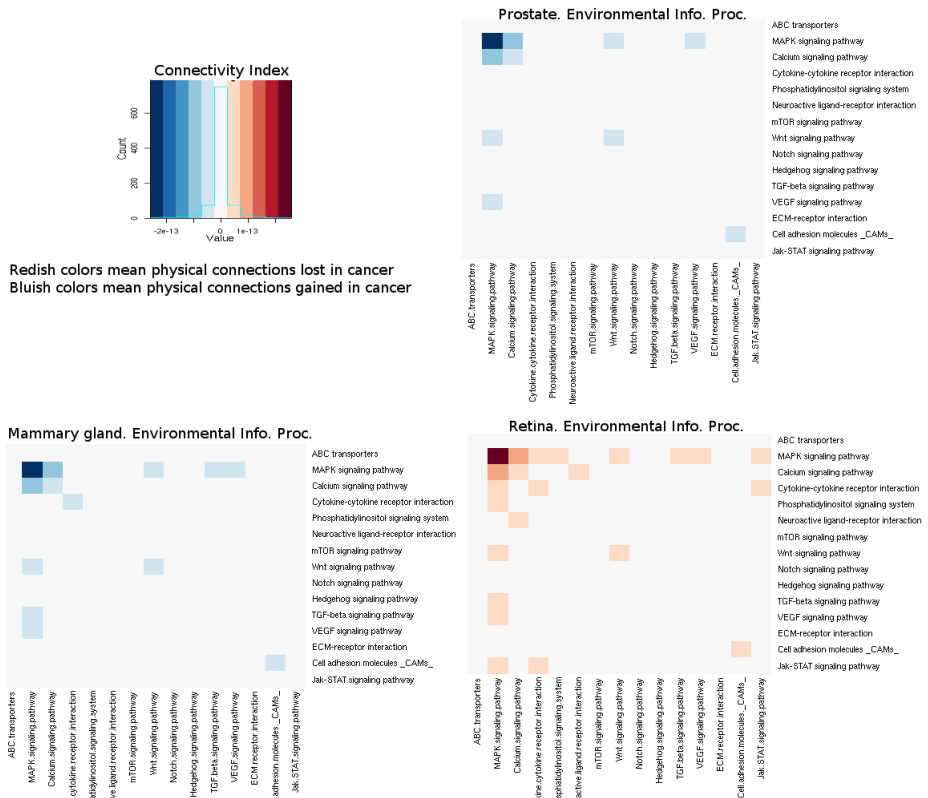 Prostate. Environmental Info. Proc.
ABC transporters
MAPK signaling pathway
Calcium signaling pathway
Cytokine-cytokine receptor interaction
Phosphatidylinositol signaling system
Neuroactive ligand-receptor interaction
mTOR signaling pathway
Wnt signaling pathway
Notch signaling pathway
Hedgehog signaling pathway
TGF-beta signaling pathway
VEGF signaling pathway
ECM-receptor interaction
Cell adhesion molecules _CAMs_
Jak-STAT signaling pathway
ABC.transporters
MAPK.signaling.pathway
Calcium.signaling.pathway
Cytokine.cytokine.receptor.interaction
Phosphatidylinositol.signaling.system
Neuroactive.ligand.receptor.interaction
mTOR.signaling.pathway
Wnt.signaling.pathway
Notch.signaling.pathway
Hedgehog.signaling.pathway
TGF.beta.signaling.pathway
VEGF.signaling.pathway
ECM.receptor.interaction
Cell.adhesion.molecules._CAMs_
Jak.STAT.signaling.pathway
Connectivity Index
Count
0 200 400 600
-2e-13 0 1e-13
Value
Redish colors mean physical connections lost in cancer
Bluish colors mean physical connections gained in cancer
Mammary gland. Environmental Info. Proc.
ABC transporters
MAPK signaling pathway
Calcium signaling pathway
Cytokine-cytokine receptor interaction
Phosphatidylinositol signaling system
Neuroactive ligand-receptor interaction
mTOR signaling pathway
Wnt signaling pathway
Notch signaling pathway
Hedgehog signaling pathway
TGF-beta signaling pathway
VEGF signaling pathway
ECM-receptor interaction
Cell adhesion molecules _CAMs_
Jak-STAT signaling pathway
ABC.transporters
MAPK.signaling.pathway
Calcium.signaling.pathway
.cytokine.receptor.interaction
atidylinositol.signaling.system
ve.ligand.receptor.interaction
mTOR.signaling.pathway
Wnt.signaling.pathway
Notch.signaling.pathway
Hedgehog.signaling.pathway
TGF.beta.signaling.pathway
VEGF.signaling.pathway
ECM.receptor.interaction
.adhesion.molecules._CAMs_
Jak.STAT.signaling.pathway
Retina. Environmental Info. Proc.
ABC transporters
MAPK signaling pathway
Calcium signaling pathway
Cytokine-cytokine receptor interaction
Phosphatidylinositol signaling system
Neuroactive ligand-receptor interaction
mTOR signaling pathway
Wnt signaling pathway
Notch signaling pathway
Hedgehog signaling pathway
TGF-beta signaling pathway
VEGF signaling pathway
ECM-receptor interaction
Cell adhesion molecules _CAMs_
Jak-STAT signaling pathway
ABC.transporters
MAPK.signaling.pathway
Calcium.signaling.pathway
kine.cytokine.receptor.interaction
sphatidylinositol.signaling.system
active.ligand.receptor.interaction
mTOR.signaling.pathway
Wnt.signaling.pathway
Notch.signaling.pathway
Hedgehog.signaling.pathway
TGF.beta.signaling.pathway
VEGF.signaling.pathway
ECM.receptor.interaction
Cell.adhesion.molecules._CAMs_
Jak.STAT.signaling.pathway